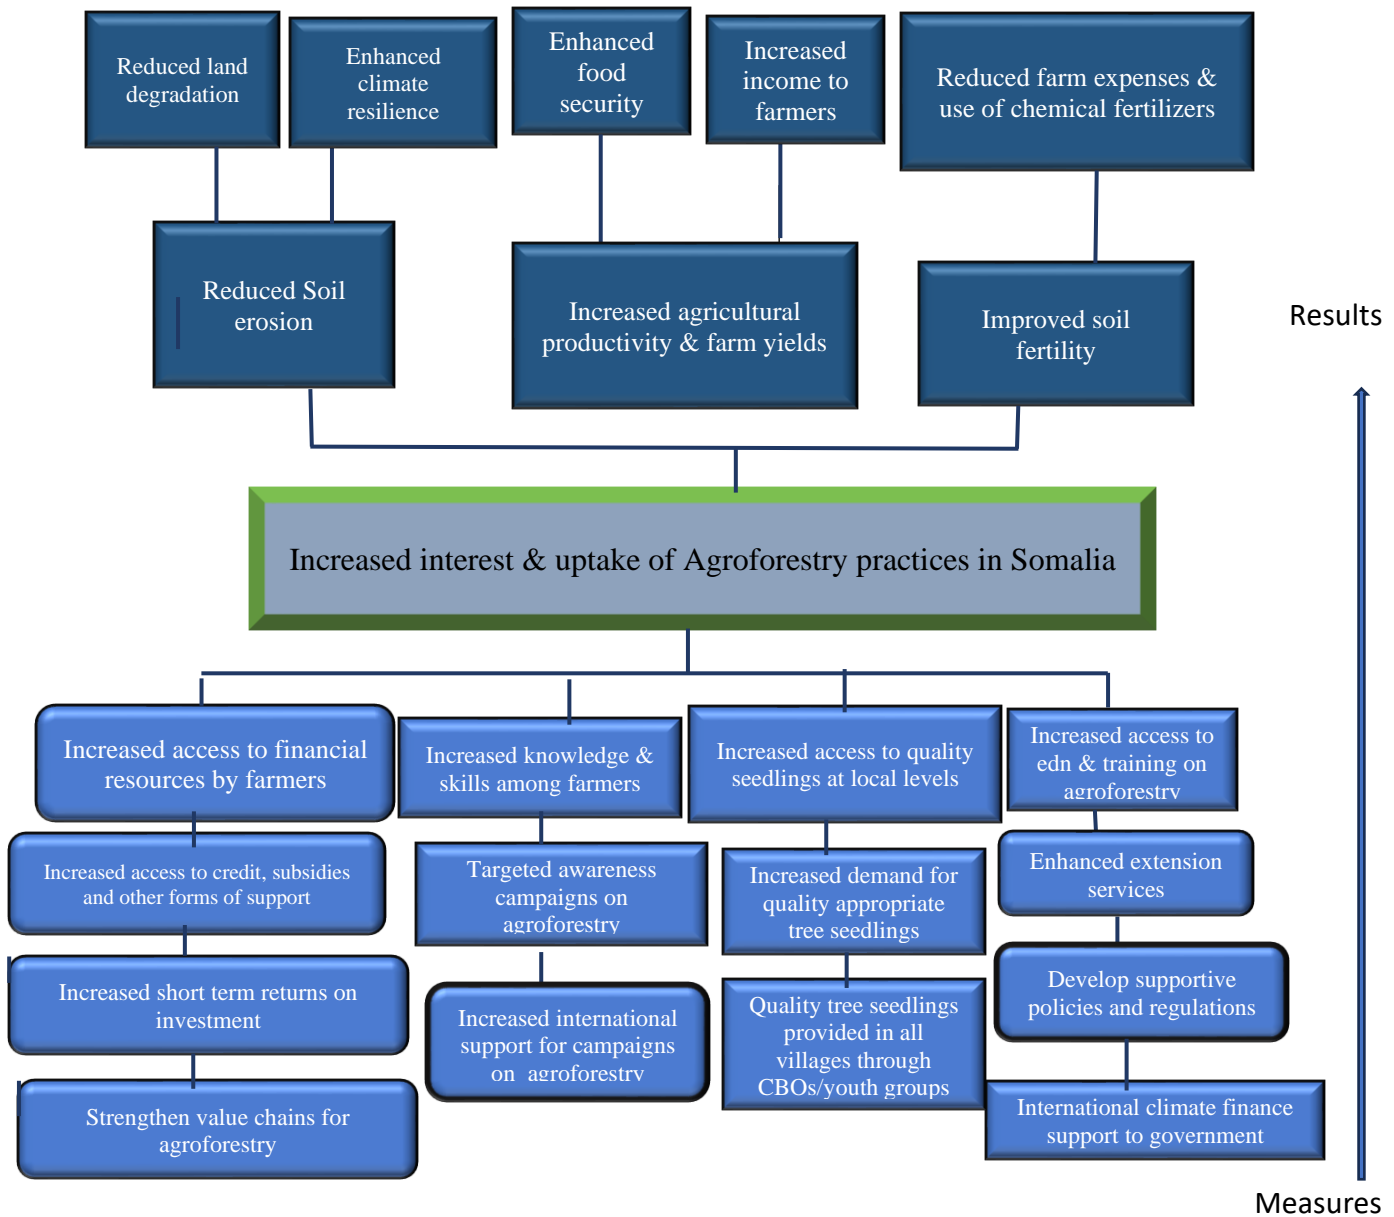 Reduced land
degradation
Enhanced
climate
resilience
Enhanced
food
security
Increased
income to
farmers
Reduced farm expenses &
use of chemical fertilizers
Reduced Soil
erosion
Increased agricultural
productivity & farm yields
Improved soil
fertility
Results
Increased interest & uptake of Agroforestry practices in Somalia
Increased access to financial
resources by farmers
Increased knowledge &
skills among farmers
Increased access to quality
seedlings at local levels
Increased access to
edn & training on
agroforestry
Increased access to credit, subsidies
and other forms of support
Targeted awareness
campaigns on
agroforestry
Increased demand for
quality appropriate
tree seedlings
Enhanced extension
services
Increased short term returns on
investment
Increased international
support for campaigns
on agroforestry
Quality tree seedlings
provided in all
villages through
CBOs/youth groups
Develop supportive
policies and regulations
Strengthen value chains for
agroforestry
International climate finance
support to government
Measures